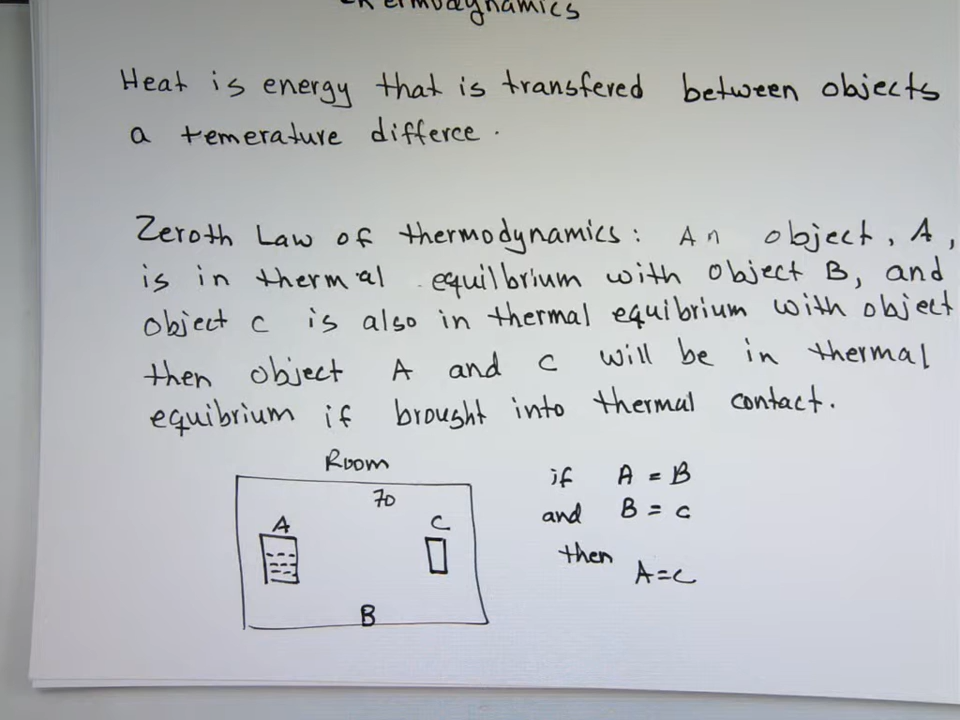 Thermodynamics
Heat is energy that is transfered between objects
a temerature differce.
Zeroth Law of thermodynamics: An object, A,
is in thermal equilbrium with object B, and
object C is also in thermal equibrium with object
then object A and C will be in thermal
equibrium if brought into thermal contact.
Room
70
A
C
B
if A = B
and B = C
then
A=C